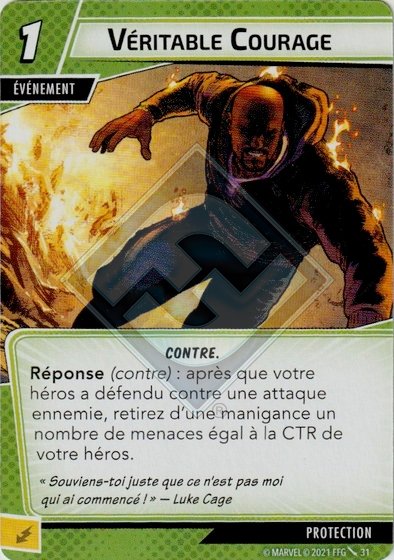 1
VÉRITABLE COURAGE
ÉVÉNEMENT
CONTRE.
Réponse (contre) : après que votre
héros a défendu contre une attaque
ennemie, retirez d'une manigance un
nombre de menaces égal à la CTR de
votre héros.
« Souviens-toi juste que ce n'est pas moi
qui ai commencé ! » — Luke Cage
PROTECTION
© MARVEL © 2021 FFG 31